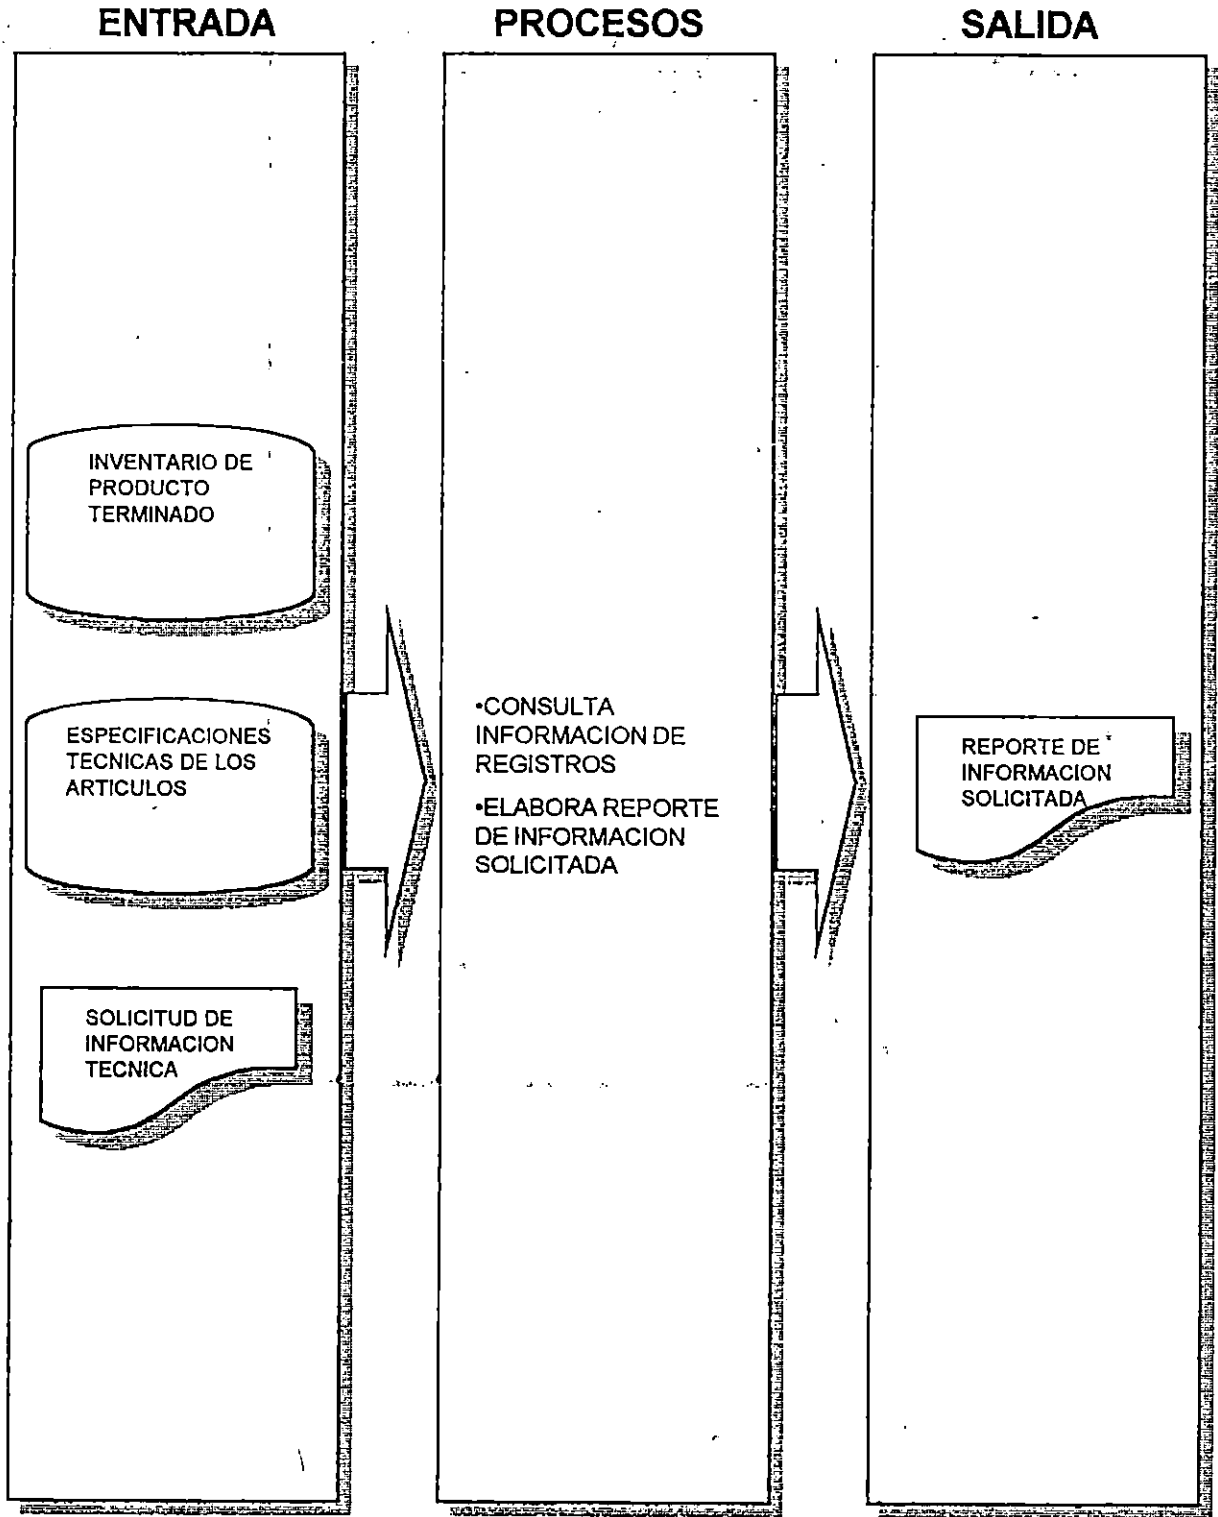 ENTRADA
PROCESOS
SALIDA
INVENTARIO DE
PRODUCTO
TERMINADO
ESPECIFICACIONES
TECNICAS DE LOS
ARTICULOS
SOLICITUD DE
INFORMACION
TECNICA
•CONSULTA
INFORMACION DE
REGISTROS
•ELABORA REPORTE
DE INFORMACION
SOLICITADA
REPORTE DE
INFORMACION
SOLICITADA